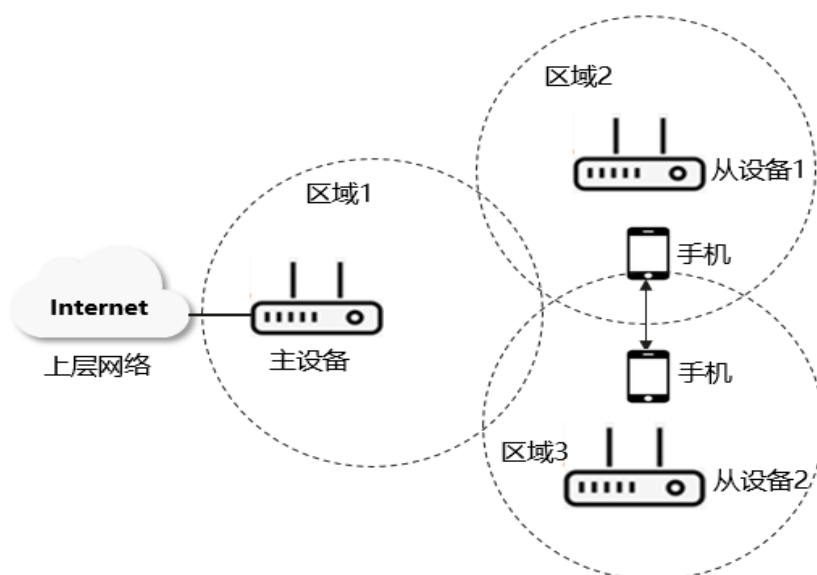 区域2
从设备1
区域1
手机
Internet
主设备
上层网络
手机
区域3
从设备2